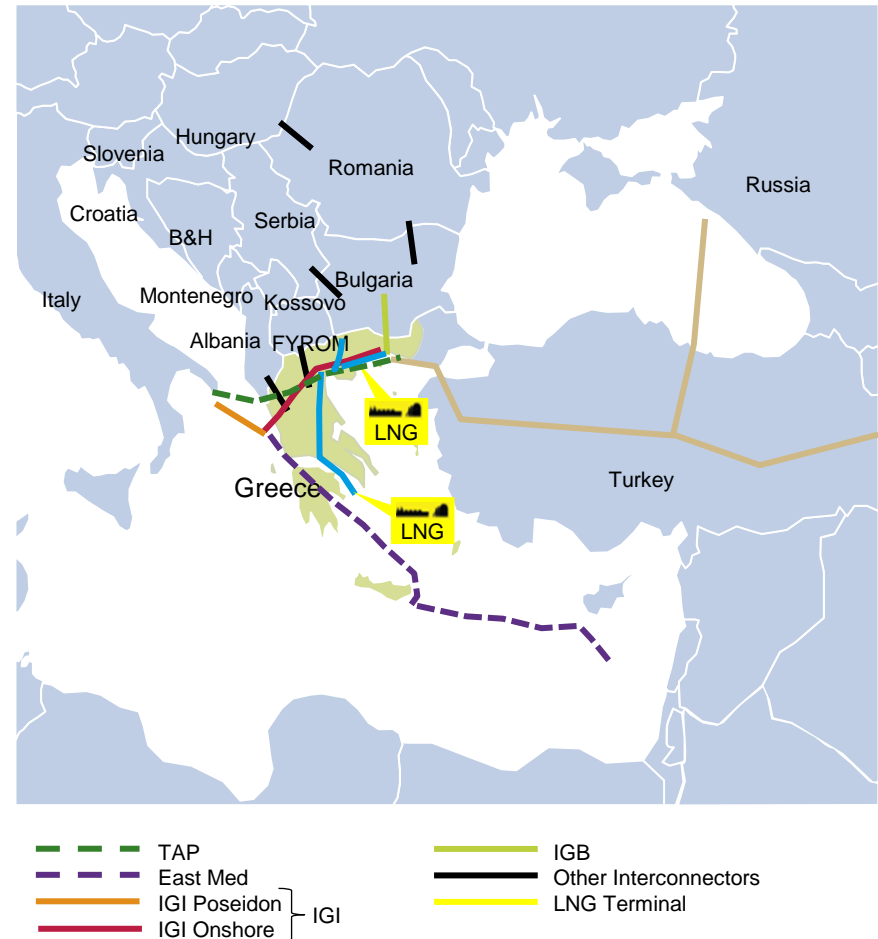 Hungary
Slovenia
Romania
Russia
Croatia
Serbia
B&H
Bulgaria
Italy
Montenegro
Kossovo
Albania
FYROM
LNG
Turkey
Greece
LNG
TAP
East Med
IGI Poseidon
IGI
IGI Onshore
IGB
Other Interconnectors
LNG Terminal